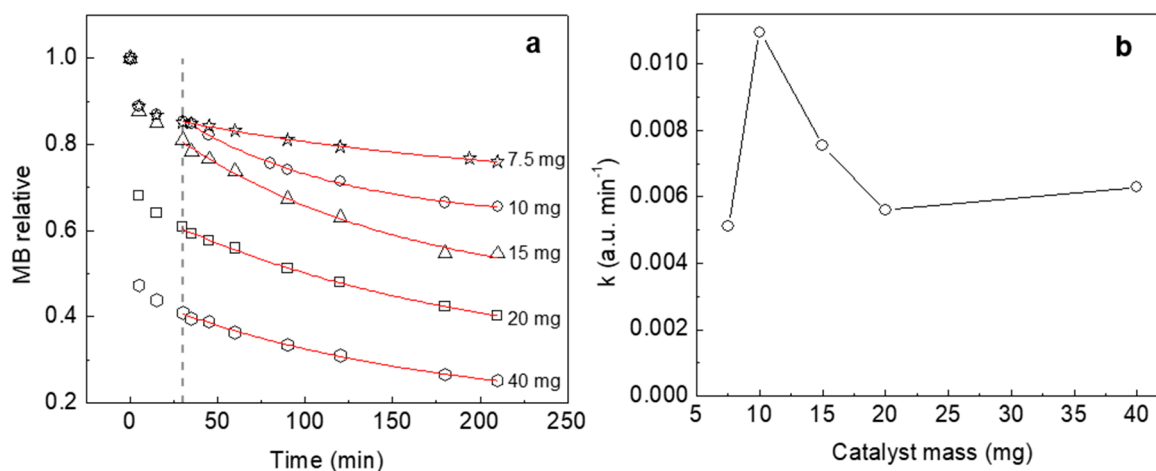 a
MB relative
1.0
0.8
0.6
0.4
0.2
7.5 mg
10 mg
15 mg
20 mg
40 mg
0
50
100
150
200
250
Time (min)
b
k (a.u. min⁻¹)
0.010
0.008
0.006
0.004
0.002
0.000
5
10
15
20
25
30
35
40
Catalyst mass (mg)